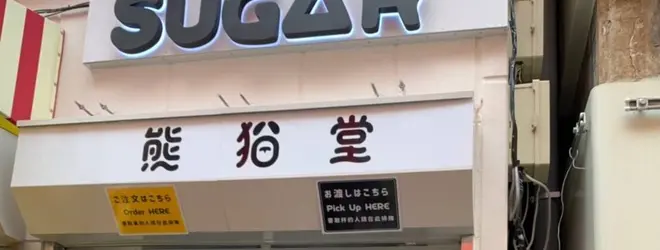 SUGAR
熊猫堂
ご注文はこちら
Order HERE
お渡しはこちら
Pick Up HERE